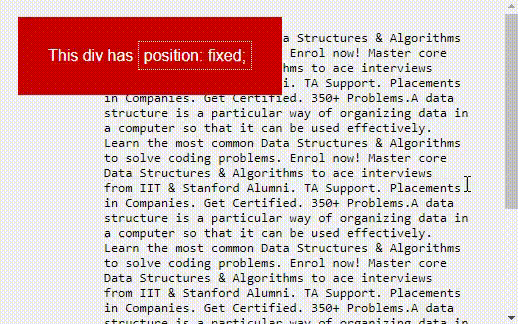 This div has position: fixed;
a Structures & Algorithms
Enrol now! Master core
hms to ace interviews
i. TA Support. Placements
in Companies. Get Certified. 350+ Problems.A data
structure is a particular way of organizing data in
a computer so that it can be used effectively.
Learn the most common Data Structures & Algorithms
to solve coding problems. Enrol now! Master core
Data Structures & Algorithms to ace interviews
from IIT & Stanford Alumni. TA Support. Placements
in Companies. Get Certified. 350+ Problems.A data
structure is a particular way of organizing data in
a computer so that it can be used effectively.
Learn the most common Data Structures & Algorithms
to solve coding problems. Enrol now! Master core
Data Structures & Algorithms to ace interviews
from IIT & Stanford Alumni. TA Support. Placements
in Companies. Get Certified. 350+ Problems.A data
structure is a particular way of organizing data in